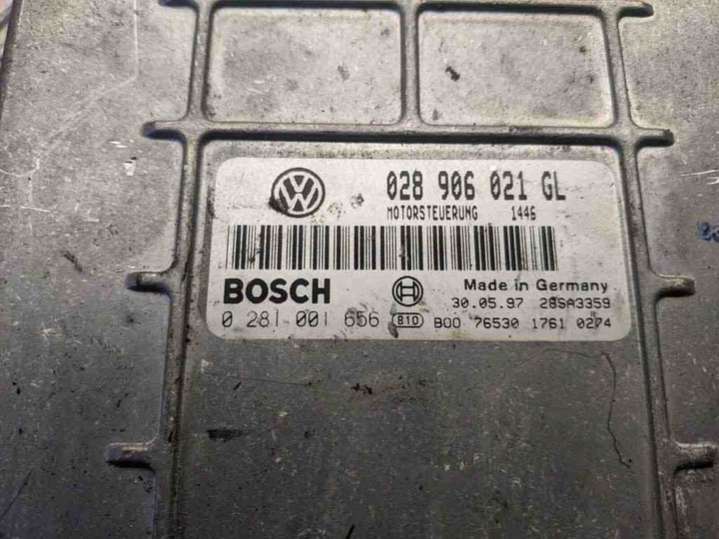 028 906 021 GL
MOTORSTEUERUNG 1446
BOSCH
Made in Germany
30.05.97 28SA3359
0 281 001 656 810 B00 76530 1761 0274